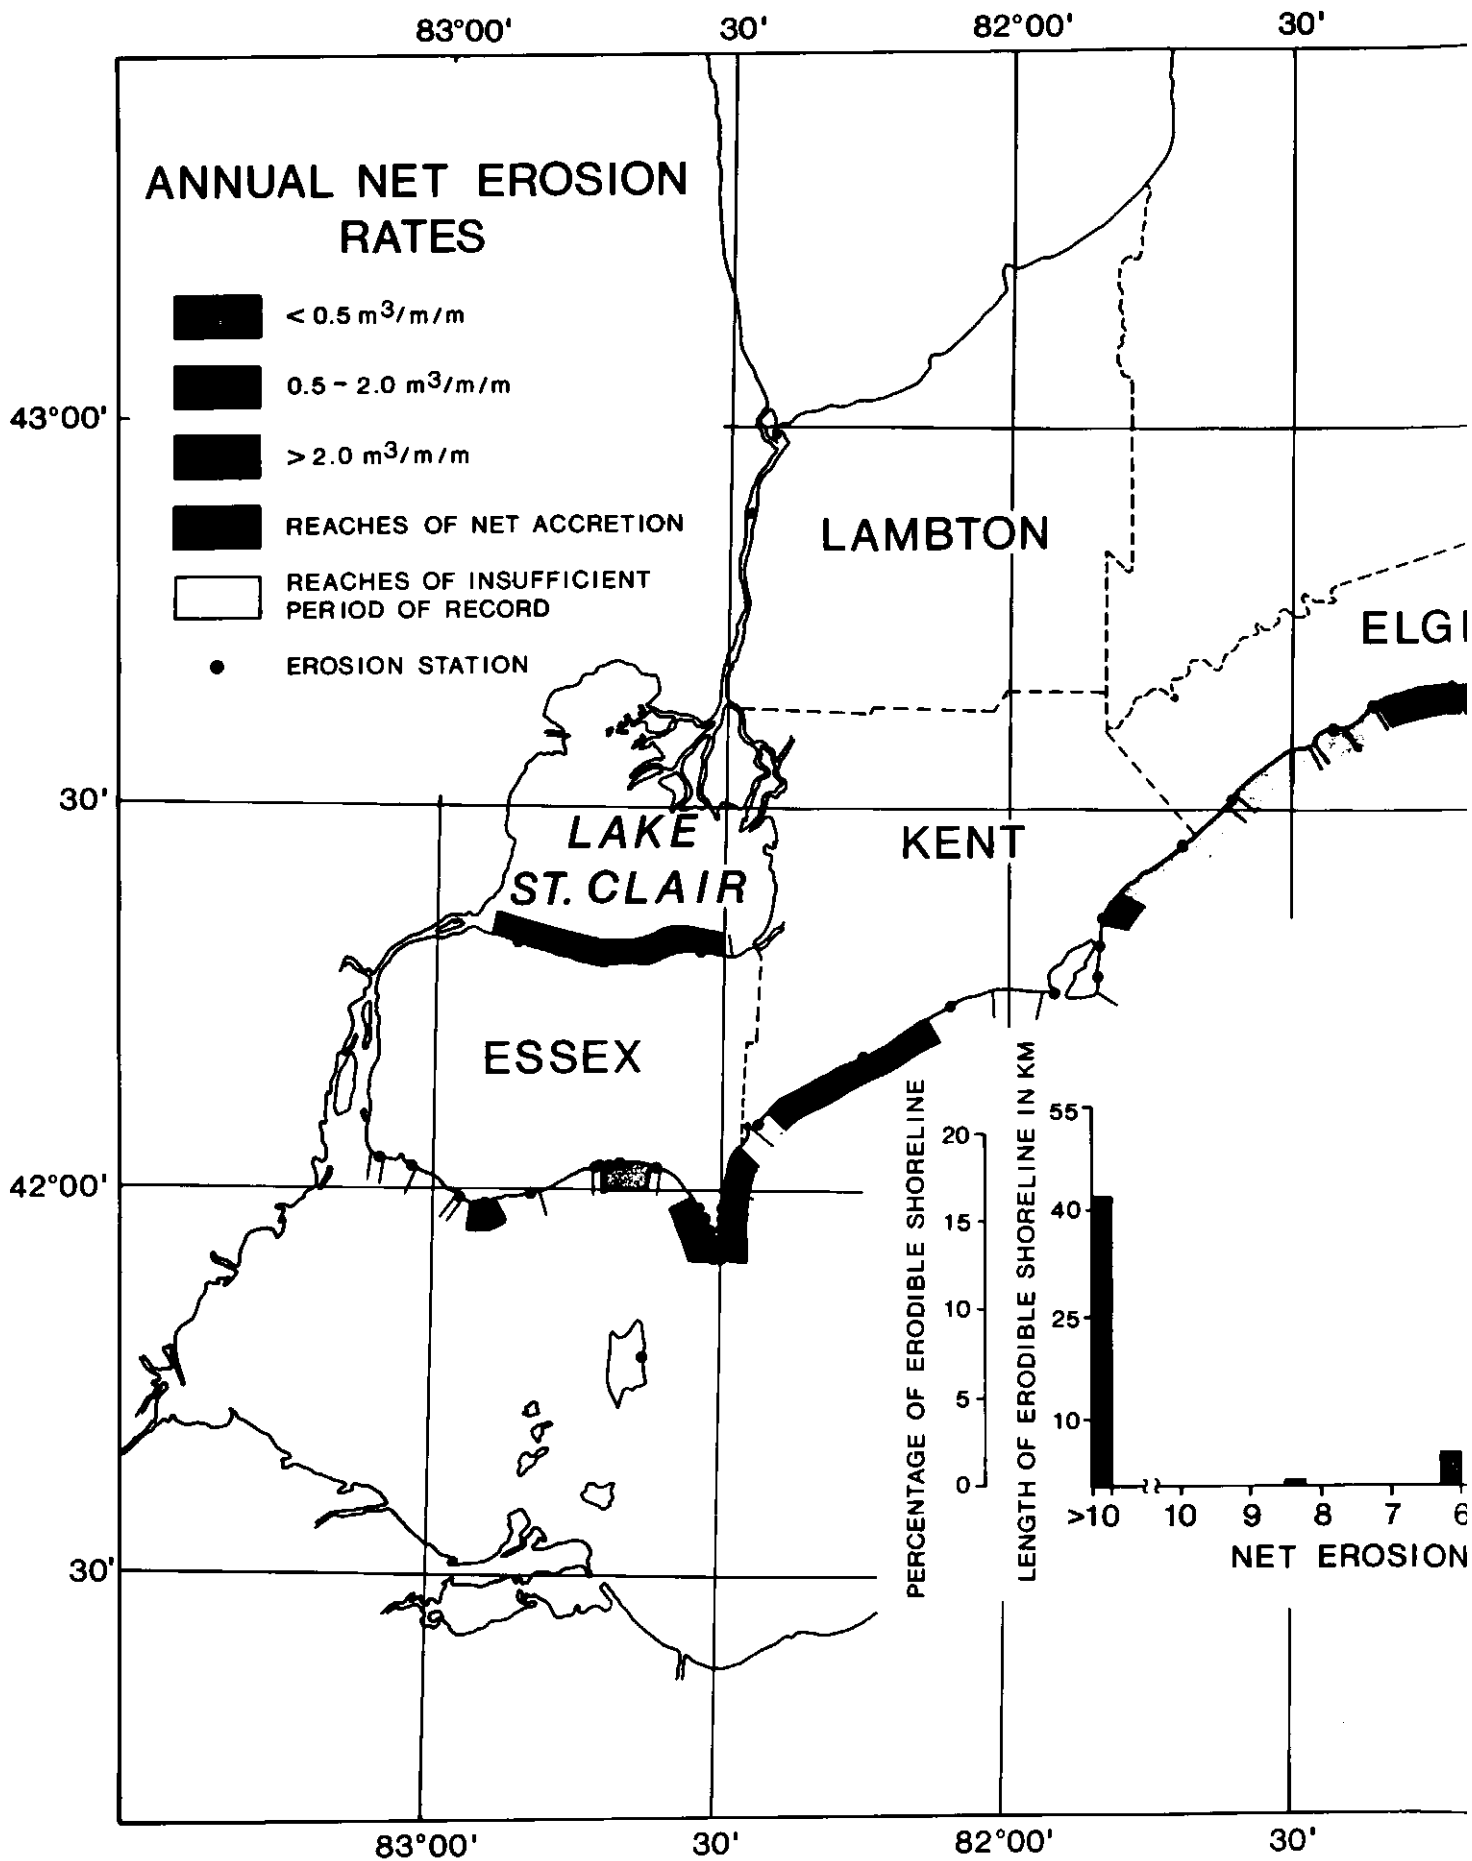 83°00'
30'
82°00'
30'
ANNUAL NET EROSION
RATES
< 0.5 m³/m/m
0.5 - 2.0 m³/m/m
> 2.0 m³/m/m
REACHES OF NET ACCRETION
REACHES OF INSUFFICIENT
PERIOD OF RECORD
EROSION STATION
43°00'
LAMBTON
ELGI
30'
LAKE
ST. CLAIR
KENT
ESSEX
42°00'
PERCENTAGE OF ERODIBLE SHORELINE
20
15
10
5
0
LENGTH OF ERODIBLE SHORELINE IN KM
55
40
25
10
>10 10 9 8 7 6
NET EROSION
30'
83°00'
30'
82°00'
30'